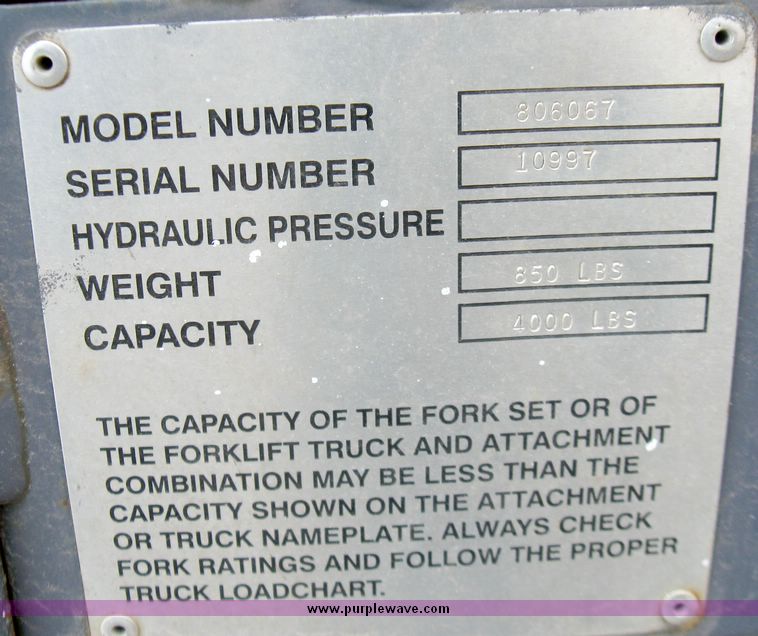 MODEL NUMBER 806067
SERIAL NUMBER 10997
HYDRAULIC PRESSURE
WEIGHT 850 LBS
CAPACITY 4000 LBS
THE CAPACITY OF THE FORK SET OR OF
THE FORKLIFT TRUCK AND ATTACHMENT
COMBINATION MAY BE LESS THAN THE
CAPACITY SHOWN ON THE ATTACHMENT
OR TRUCK NAMEPLATE. ALWAYS CHECK
FORK RATINGS AND FOLLOW THE PROPER
TRUCK LOADCHART.
www.purplewave.com